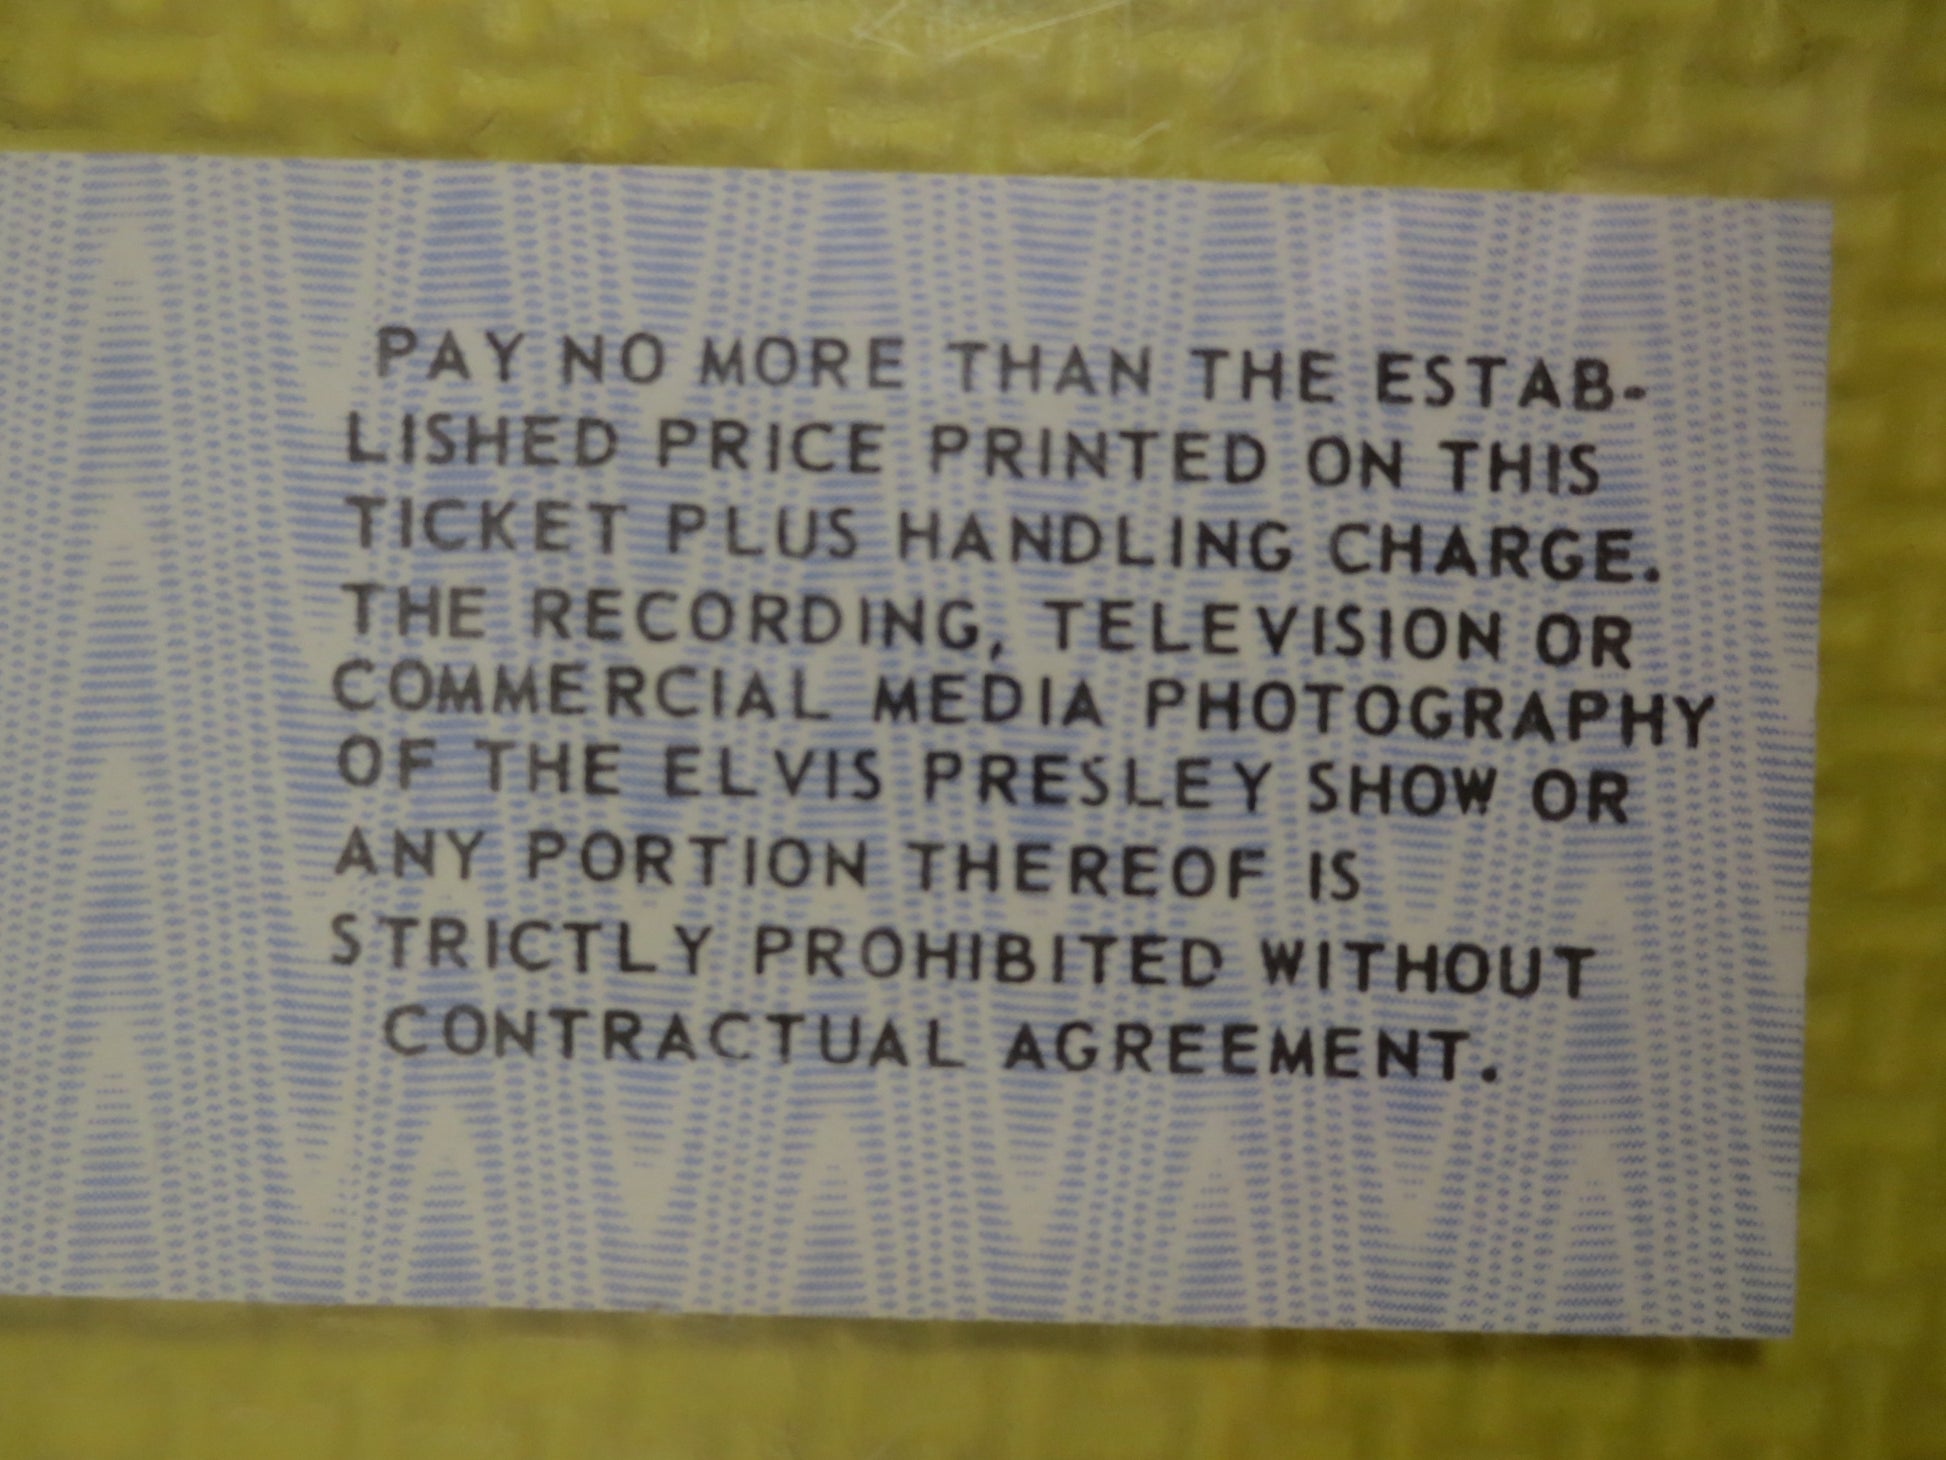 PAY NO MORE THAN THE ESTAB-
LISHED PRICE PRINTED ON THIS
TICKET PLUS HANDLING CHARGE.
THE RECORDING, TELEVISION OR
COMMERCIAL MEDIA PHOTOGRAPHY
OF THE ELVIS PRESLEY SHOW OR
ANY PORTION THEREOF IS
STRICTLY PROHIBITED WITHOUT
CONTRACTUAL AGREEMENT.